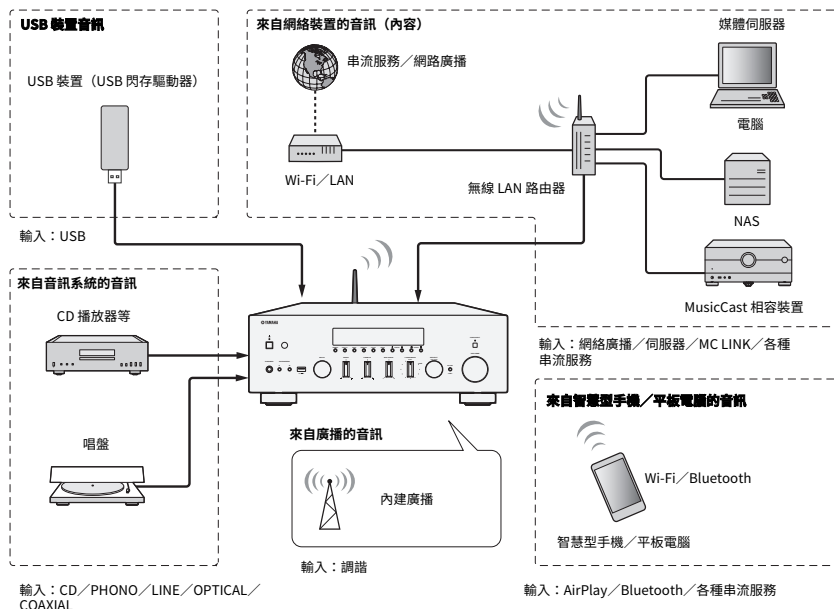 USB 裝置音訊
USB 裝置（USB 閃存驅動器）
輸入：USB
來自網絡裝置的音訊（內容）
串流服務／網路廣播
Wi-Fi／LAN
無線 LAN 路由器
媒體伺服器
電腦
NAS
MusicCast 相容裝置
輸入：網絡廣播／伺服器／MC LINK／各種
串流服務
來自音訊系統的音訊
CD 播放器等
唱盤
輸入：CD／PHONO／LINE／OPTICAL／
COAXIAL
YAMAHA
來自廣播的音訊
內建廣播
輸入：調諧
來自智慧型手機／平板電腦的音訊
Wi-Fi／Bluetooth
智慧型手機／平板電腦
輸入：AirPlay／Bluetooth／各種串流服務